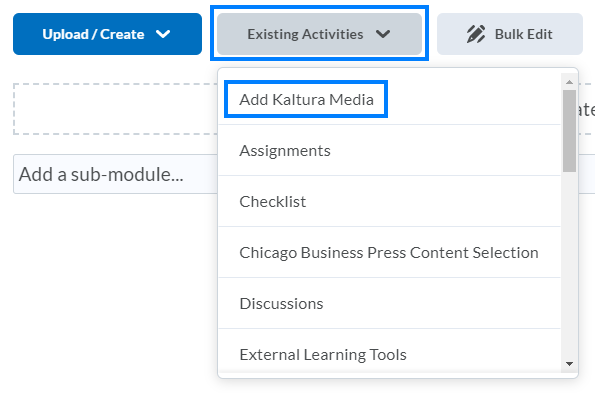 Upload / Create
Existing Activities
Bulk Edit
Add Kaltura Media
Assignments
Add a sub-module...
Checklist
Chicago Business Press Content Selection
Discussions
External Learning Tools